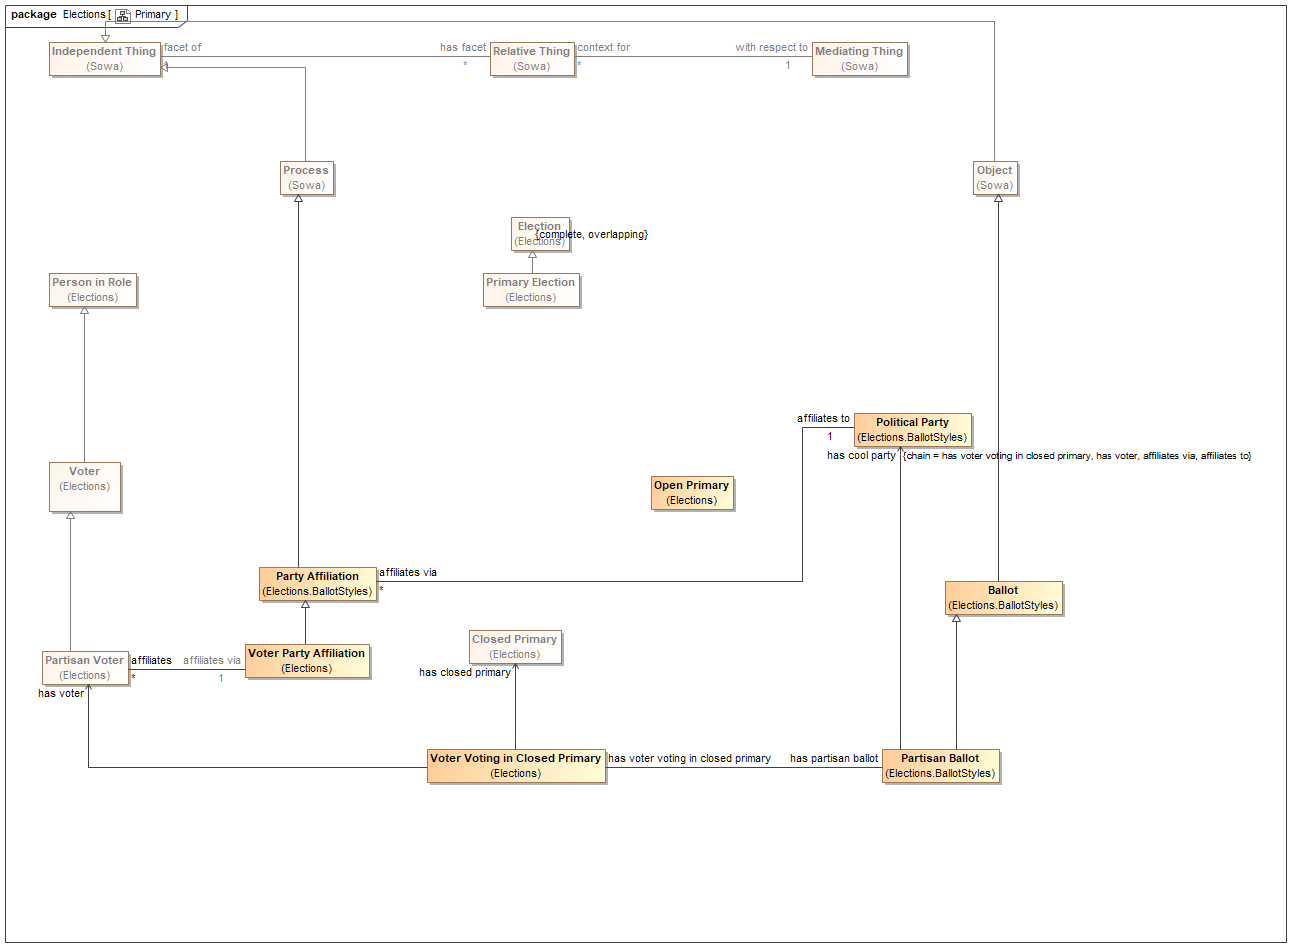 package Elections [ Primary ]
Independent Thing
(Sowa)
facet of
1
has facet
*
Relative Thing
(Sowa)
context for
*
with respect to
1
Mediating Thing
(Sowa)
Process
(Sowa)
Object
(Sowa)
Election
(Elections)
{complete, overlapping}
Primary Election
(Elections)
Person in Role
(Elections)
affiliates to
1
Political Party
(Elections.BallotStyles)
has cool party
{chain = has voter voting in closed primary, has voter, affiliates via, affiliates to}
Voter
(Elections)
Open Primary
(Elections)
Party Affiliation
(Elections.BallotStyles)
affiliates via
*
Ballot
(Elections.BallotStyles)
Partisan Voter
(Elections)
affiliates
*
affiliates via
1
Voter Party Affiliation
(Elections)
Closed Primary
(Elections)
has closed primary
has voter
Voter Voting in Closed Primary
(Elections)
has voter voting in closed primary
has partisan ballot
Partisan Ballot
(Elections.BallotStyles)